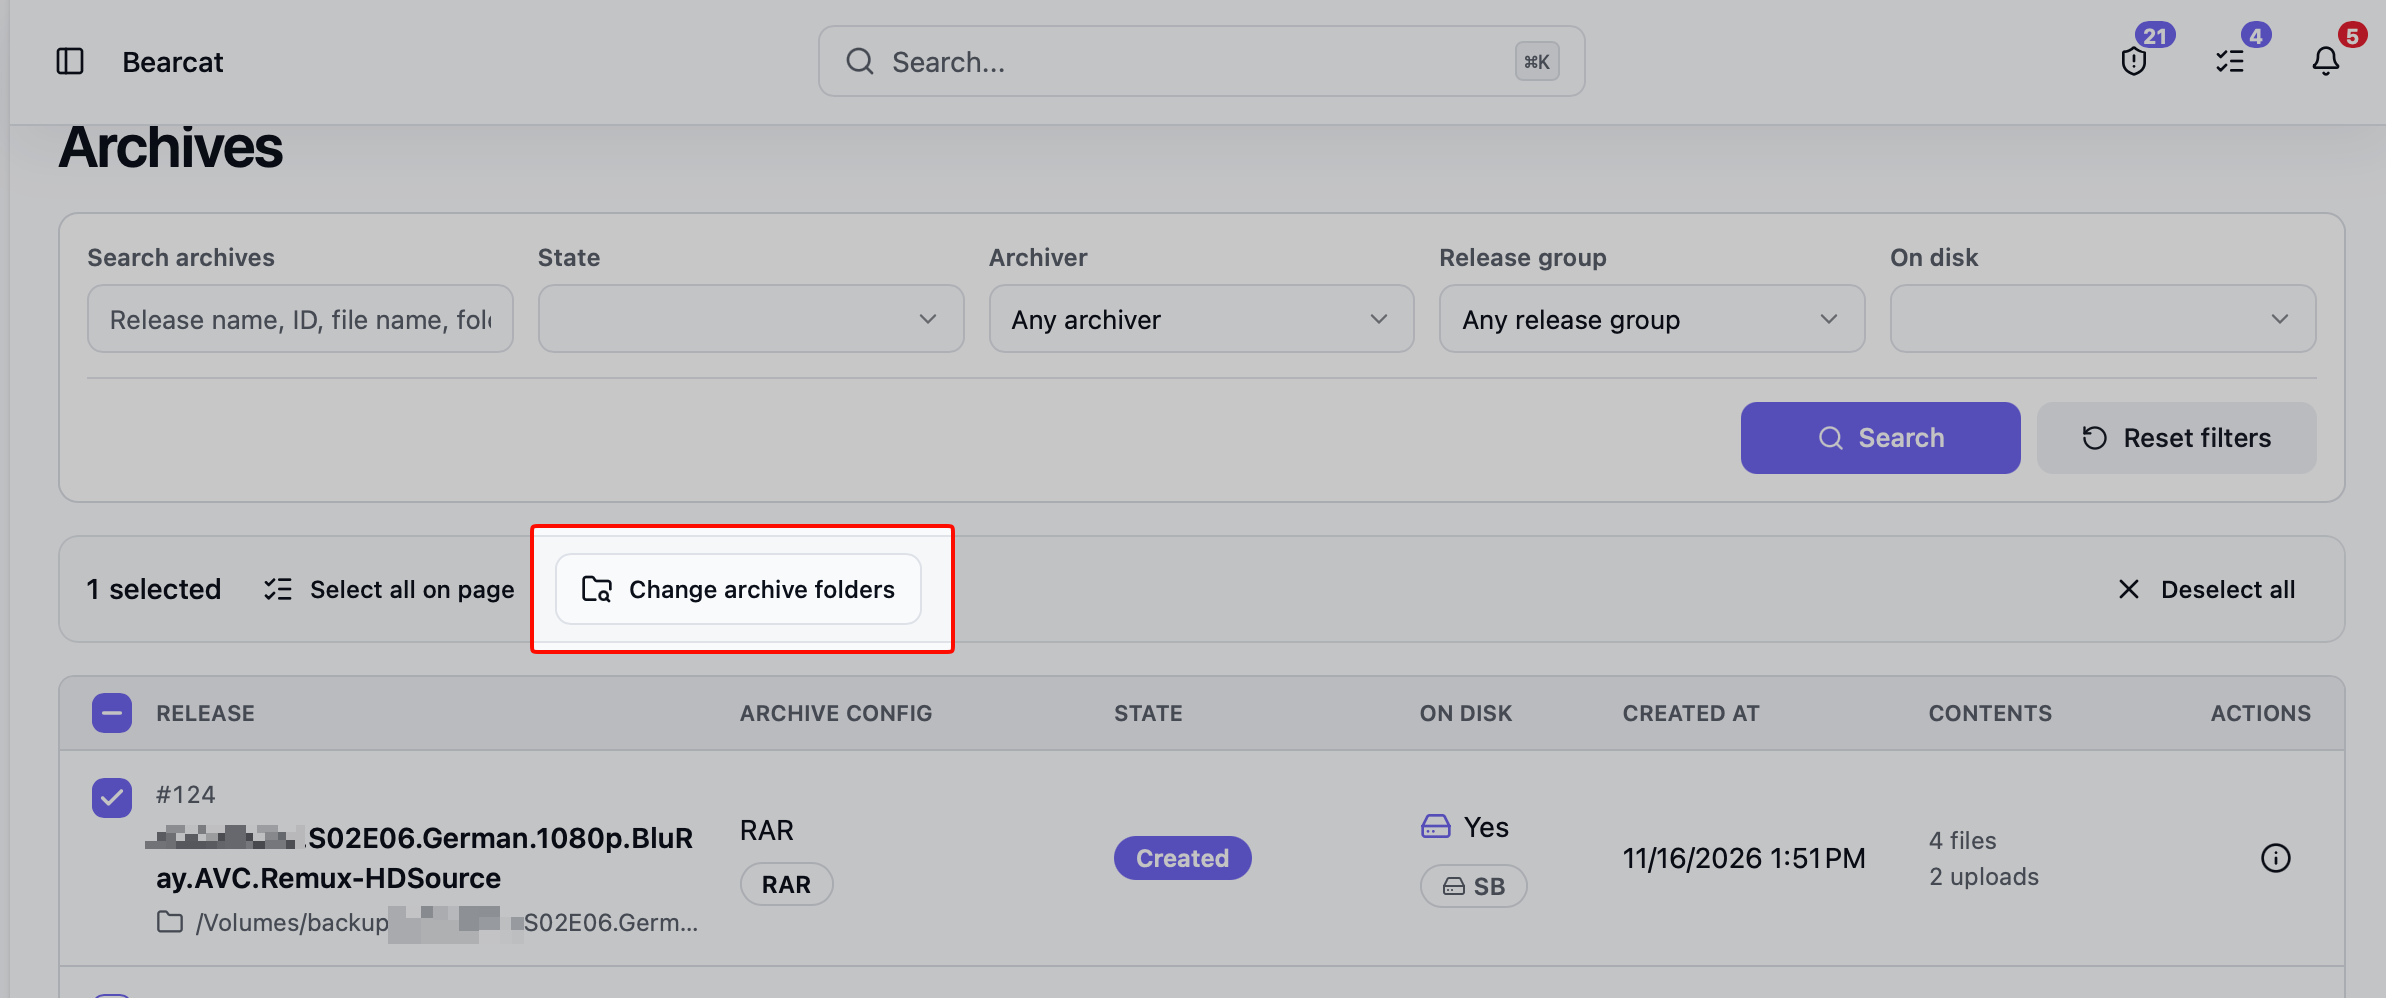 Bearcat
Search...
⌘K
21
4
5
Archives
Search archives
State
Archiver
Release group
On disk
Release name, ID, file name, fol
Any archiver
Any release group
Search
Reset filters
1 selected
Select all on page
Change archive folders
Deselect all
RELEASE
ARCHIVE CONFIG
STATE
ON DISK
CREATED AT
CONTENTS
ACTIONS
#124
.S02E06.German.1080p.BluR
ay.AVC.Remux-HDSource
/Volumes/backup
S02E06.Germ...
RAR
RAR
Created
Yes
SB
11/16/2026 1:51 PM
4 files
2 uploads